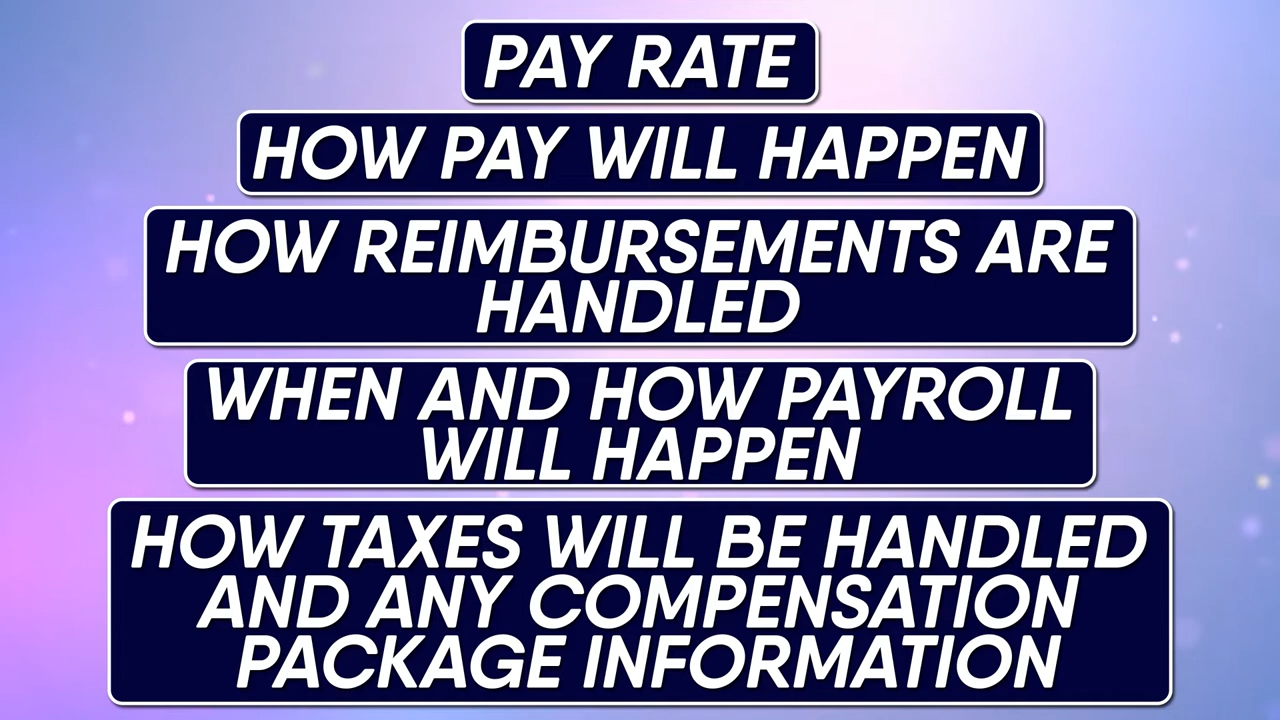 PAY RATE
HOW PAY WILL HAPPEN
HOW REIMBURSEMENTS ARE
HANDLED
WHEN AND HOW PAYROLL
WILL HAPPEN
HOW TAXES WILL BE HANDLED
AND ANY COMPENSATION
PACKAGE INFORMATION